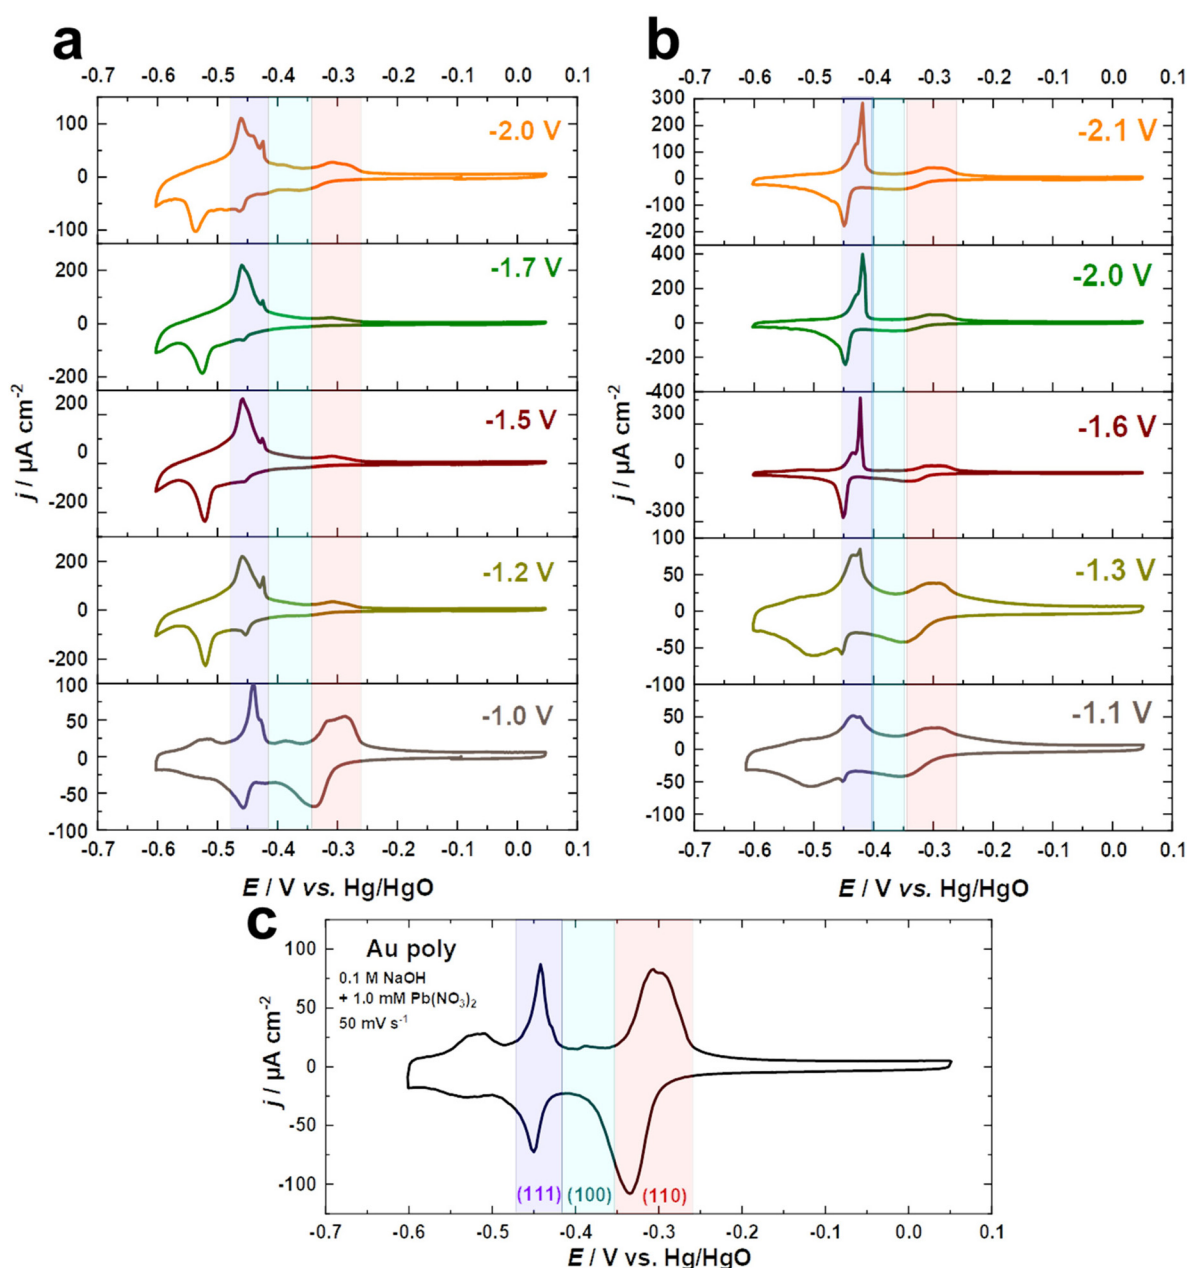 a
b
-0.7 -0.6 -0.5 -0.4 -0.3 -0.2 -0.1 0.0 0.1
-0.7 -0.6 -0.5 -0.4 -0.3 -0.2 -0.1 0.0 0.1
100
0
-100
-2.0 V
300
200
100
0
-100
-200
-2.1 V
200
0
-200
-1.7 V
400
200
0
-200
-400
-2.0 V
200
0
-200
-1.5 V
300
0
-300
-1.6 V
200
0
-200
-1.2 V
100
50
0
-50
-100
-1.3 V
100
50
0
-50
-100
-1.0 V
50
0
-50
-100
-1.1 V
j / µA cm-2
j / µA cm-2
-0.7 -0.6 -0.5 -0.4 -0.3 -0.2 -0.1 0.0 0.1
-0.7 -0.6 -0.5 -0.4 -0.3 -0.2 -0.1 0.0 0.1
E / V vs. Hg/HgO
E / V vs. Hg/HgO
c
Au poly
0.1 M NaOH
+ 1.0 mM Pb(NO3)2
50 mV s-1
100
50
0
-50
-100
j / µA cm-2
(111) (100) (110)
-0.7 -0.6 -0.5 -0.4 -0.3 -0.2 -0.1 0.0 0.1
E / V vs. Hg/HgO